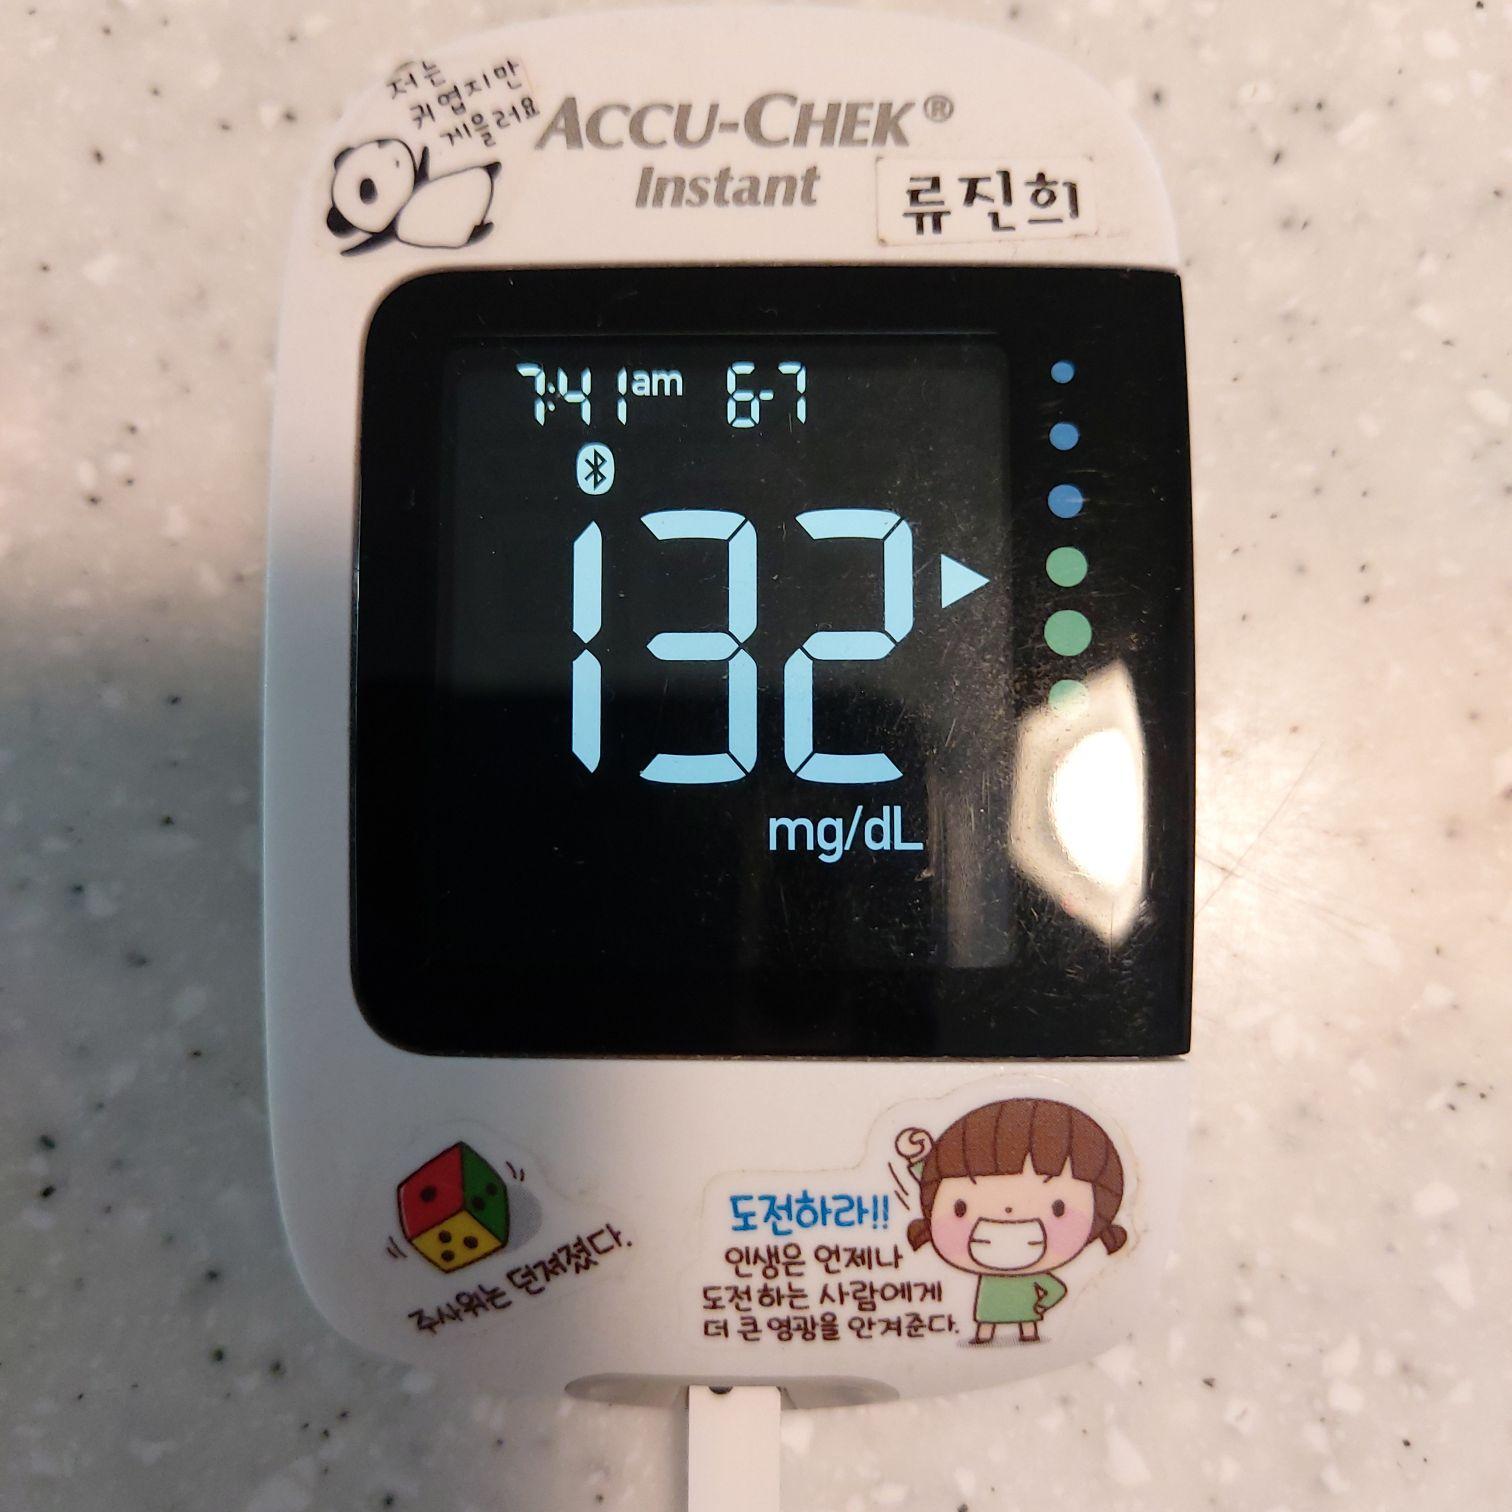 저는
귀엽지만
게을러요
ACCU-CHEK®
Instant
류진희
7:41am 6-7
132
mg/dL
주사위는 던져졌다.
도전하라!!
인생은 언제나
도전하는 사람에게
더 큰 영광을 안겨준다.